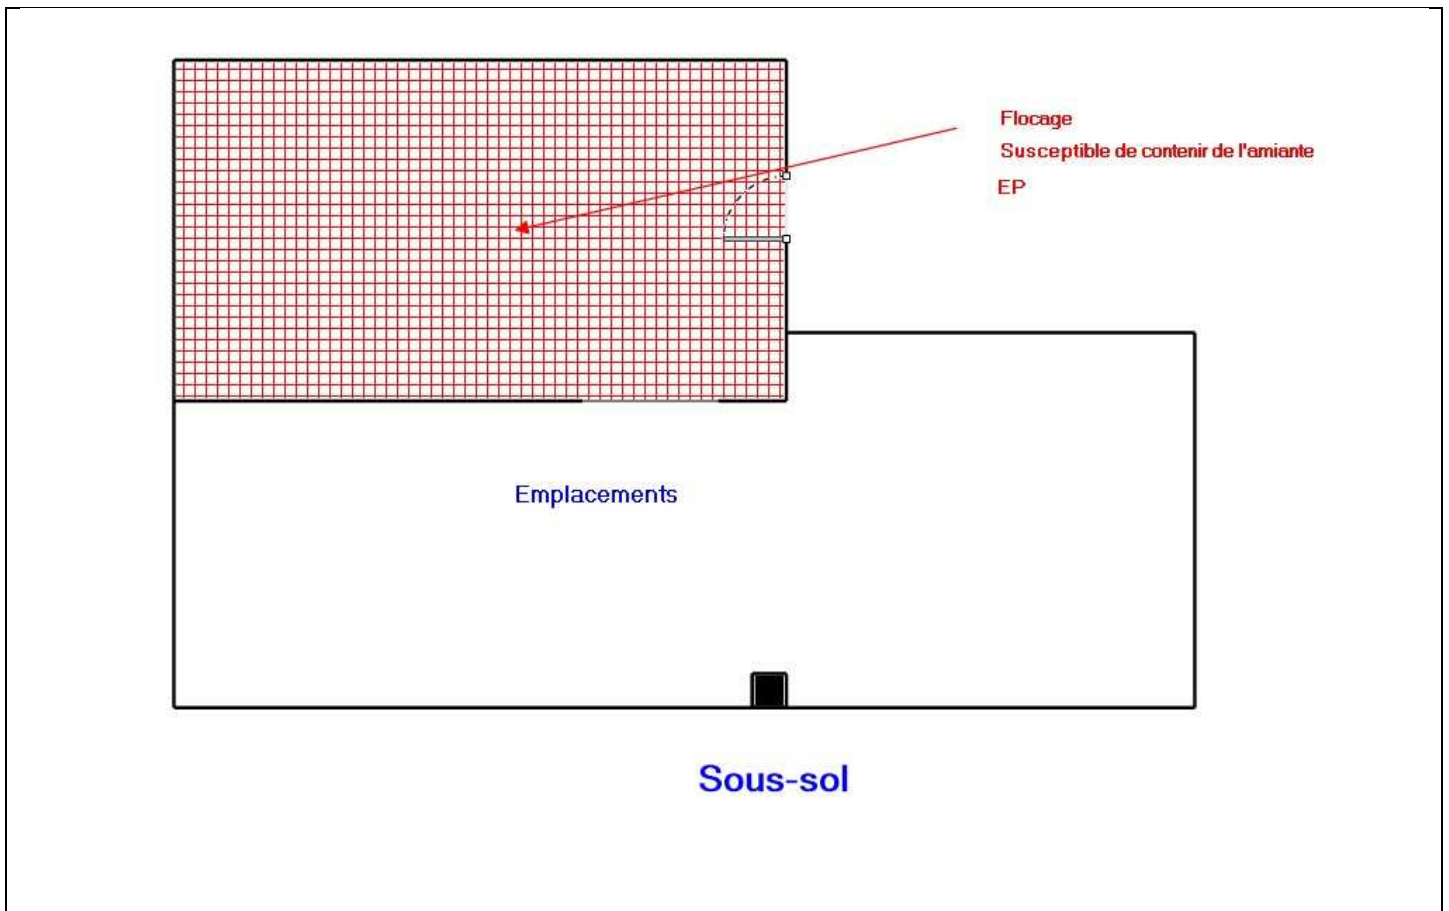 Flocage
Susceptible de contenir de l'amiante
EP
Emplacements
Sous-sol